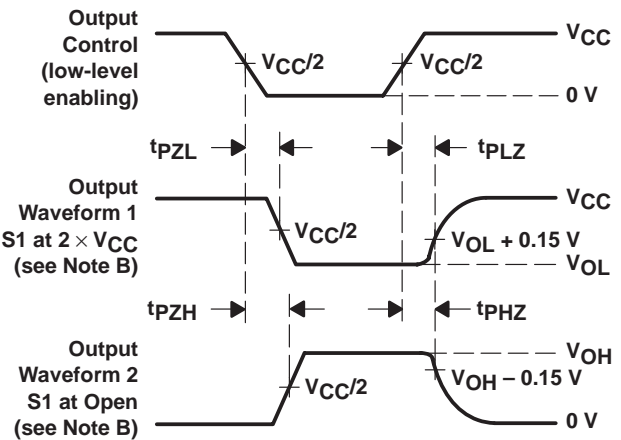 Output
Control
(low-level
enabling)
VCC/2
VCC/2
VCC
0 V
tPZL
tPLZ
Output
Waveform 1
S1 at 2 × VCC
(see Note B)
VCC/2
VCC
VOL + 0.15 V
VOL
tPZH
tPHZ
Output
Waveform 2
S1 at Open
(see Note B)
VCC/2
VOH
VOH – 0.15 V
0 V